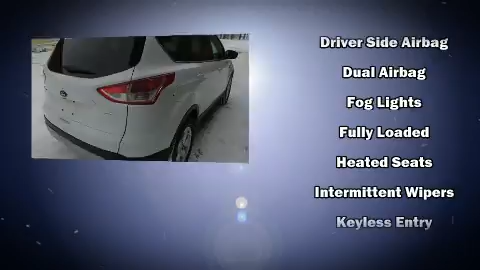 Driver Side Airbag
Dual Airbag
Fog Lights
Fully Loaded
Heated Seats
Intermittent Wipers
Keyless Entry